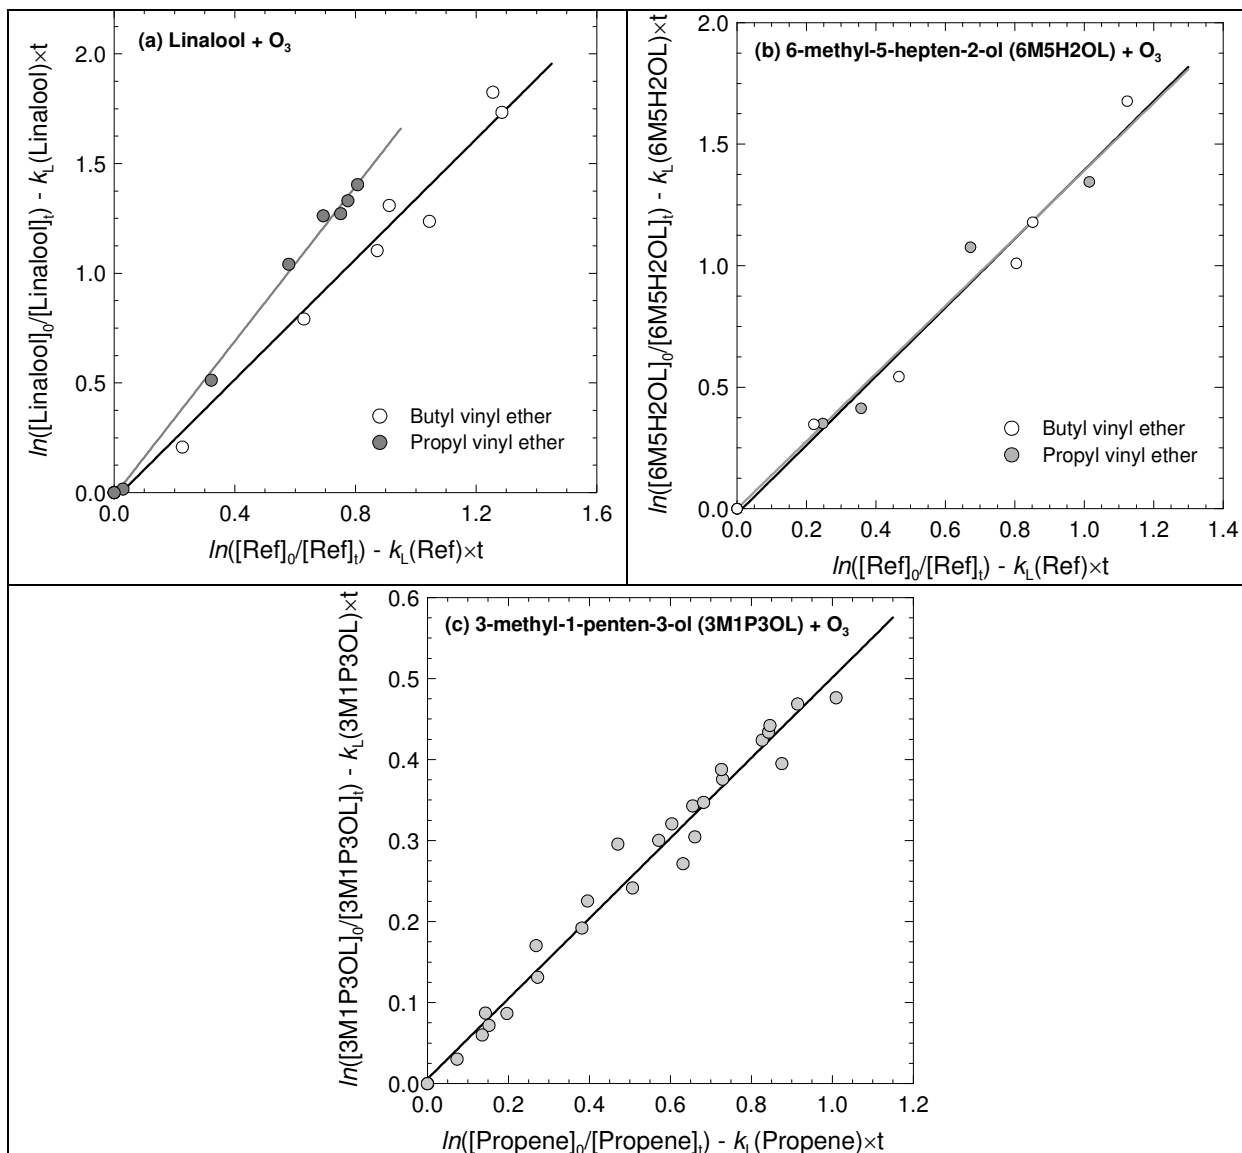 (a) Linalool + O₃
ln([Linalool]₀/[Linalool]ₜ) - k_L(Linalool)×t
2.0
1.5
1.0
0.5
0.0
Butyl vinyl ether
Propyl vinyl ether
0.0 0.4 0.8 1.2 1.6
ln([Ref]₀/[Ref]ₜ) - k_L(Ref)×t
(b) 6-methyl-5-hepten-2-ol (6M5H2OL) + O₃
ln([6M5H2OL]₀/[6M5H2OL]ₜ) - k_L(6M5H2OL)×t
2.0
1.5
1.0
0.5
0.0
Butyl vinyl ether
Propyl vinyl ether
0.0 0.2 0.4 0.6 0.8 1.0 1.2 1.4
ln([Ref]₀/[Ref]ₜ) - k_L(Ref)×t
(c) 3-methyl-1-penten-3-ol (3M1P3OL) + O₃
ln([3M1P3OL]₀/[3M1P3OL]ₜ) - k_L(3M1P3OL)×t
0.6
0.5
0.4
0.3
0.2
0.1
0.0
0.0 0.2 0.4 0.6 0.8 1.0 1.2
ln([Propene]₀/[Propene]ₜ) - k_L(Propene)×t